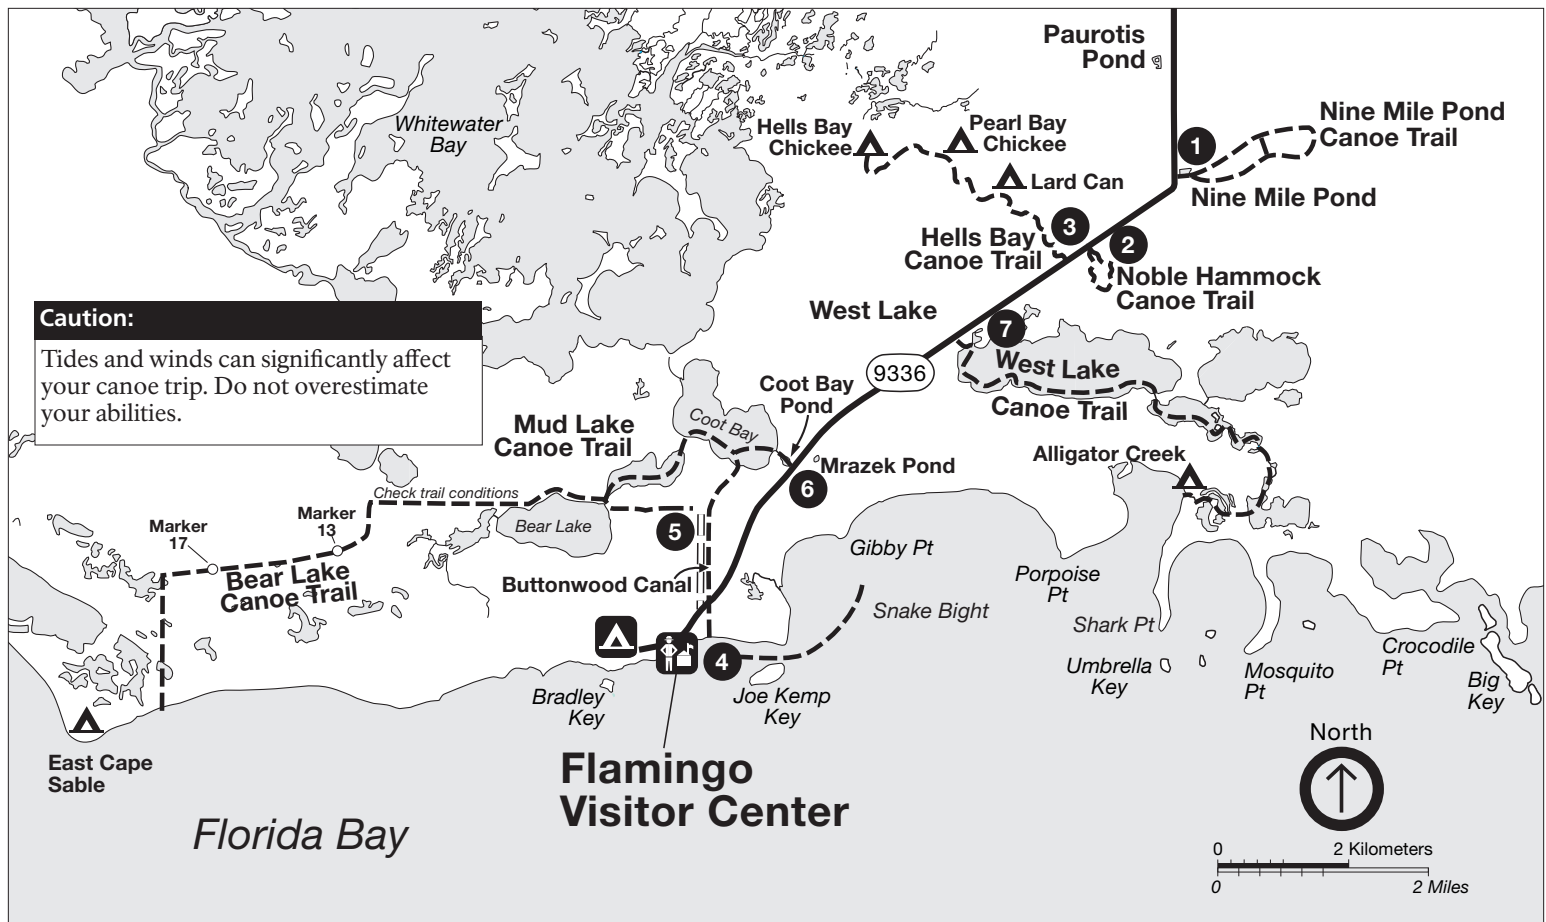 Paurotis
Pond
Nine Mile Pond
Canoe Trail
1
Nine Mile Pond
Whitewater
Bay
Hells Bay
Chickee
Pearl Bay
Chickee
Lard Can
3
2
Hells Bay
Canoe Trail
Noble Hammock
Canoe Trail
West Lake
7
Caution:
Tides and winds can significantly affect
your canoe trip. Do not overestimate
your abilities.
9336
West Lake
Canoe Trail
Coot Bay
Pond
Mud Lake
Canoe Trail
Coot Bay
Mrazek Pond
6
Alligator Creek
Check trail conditions
Marker
17
Marker
13
Bear Lake
5
Bear Lake
Canoe Trail
Buttonwood Canal
Gibby Pt
Snake Bight
Porpoise
Pt
Shark Pt
Umbrella
Key
Mosquito
Pt
Crocodile
Pt
Big
Key
4
Bradley
Key
Joe Kemp
Key
East Cape
Sable
Flamingo
Visitor Center
Florida Bay
North
0 2 Kilometers
0 2 Miles